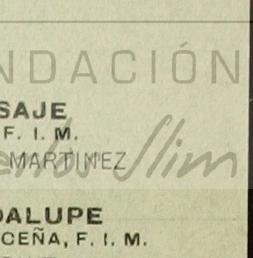 NDACIÓN
SAJE
F. I. M.
MARTINEZ
Slim
DALUPE
CEÑA, F. I. M.